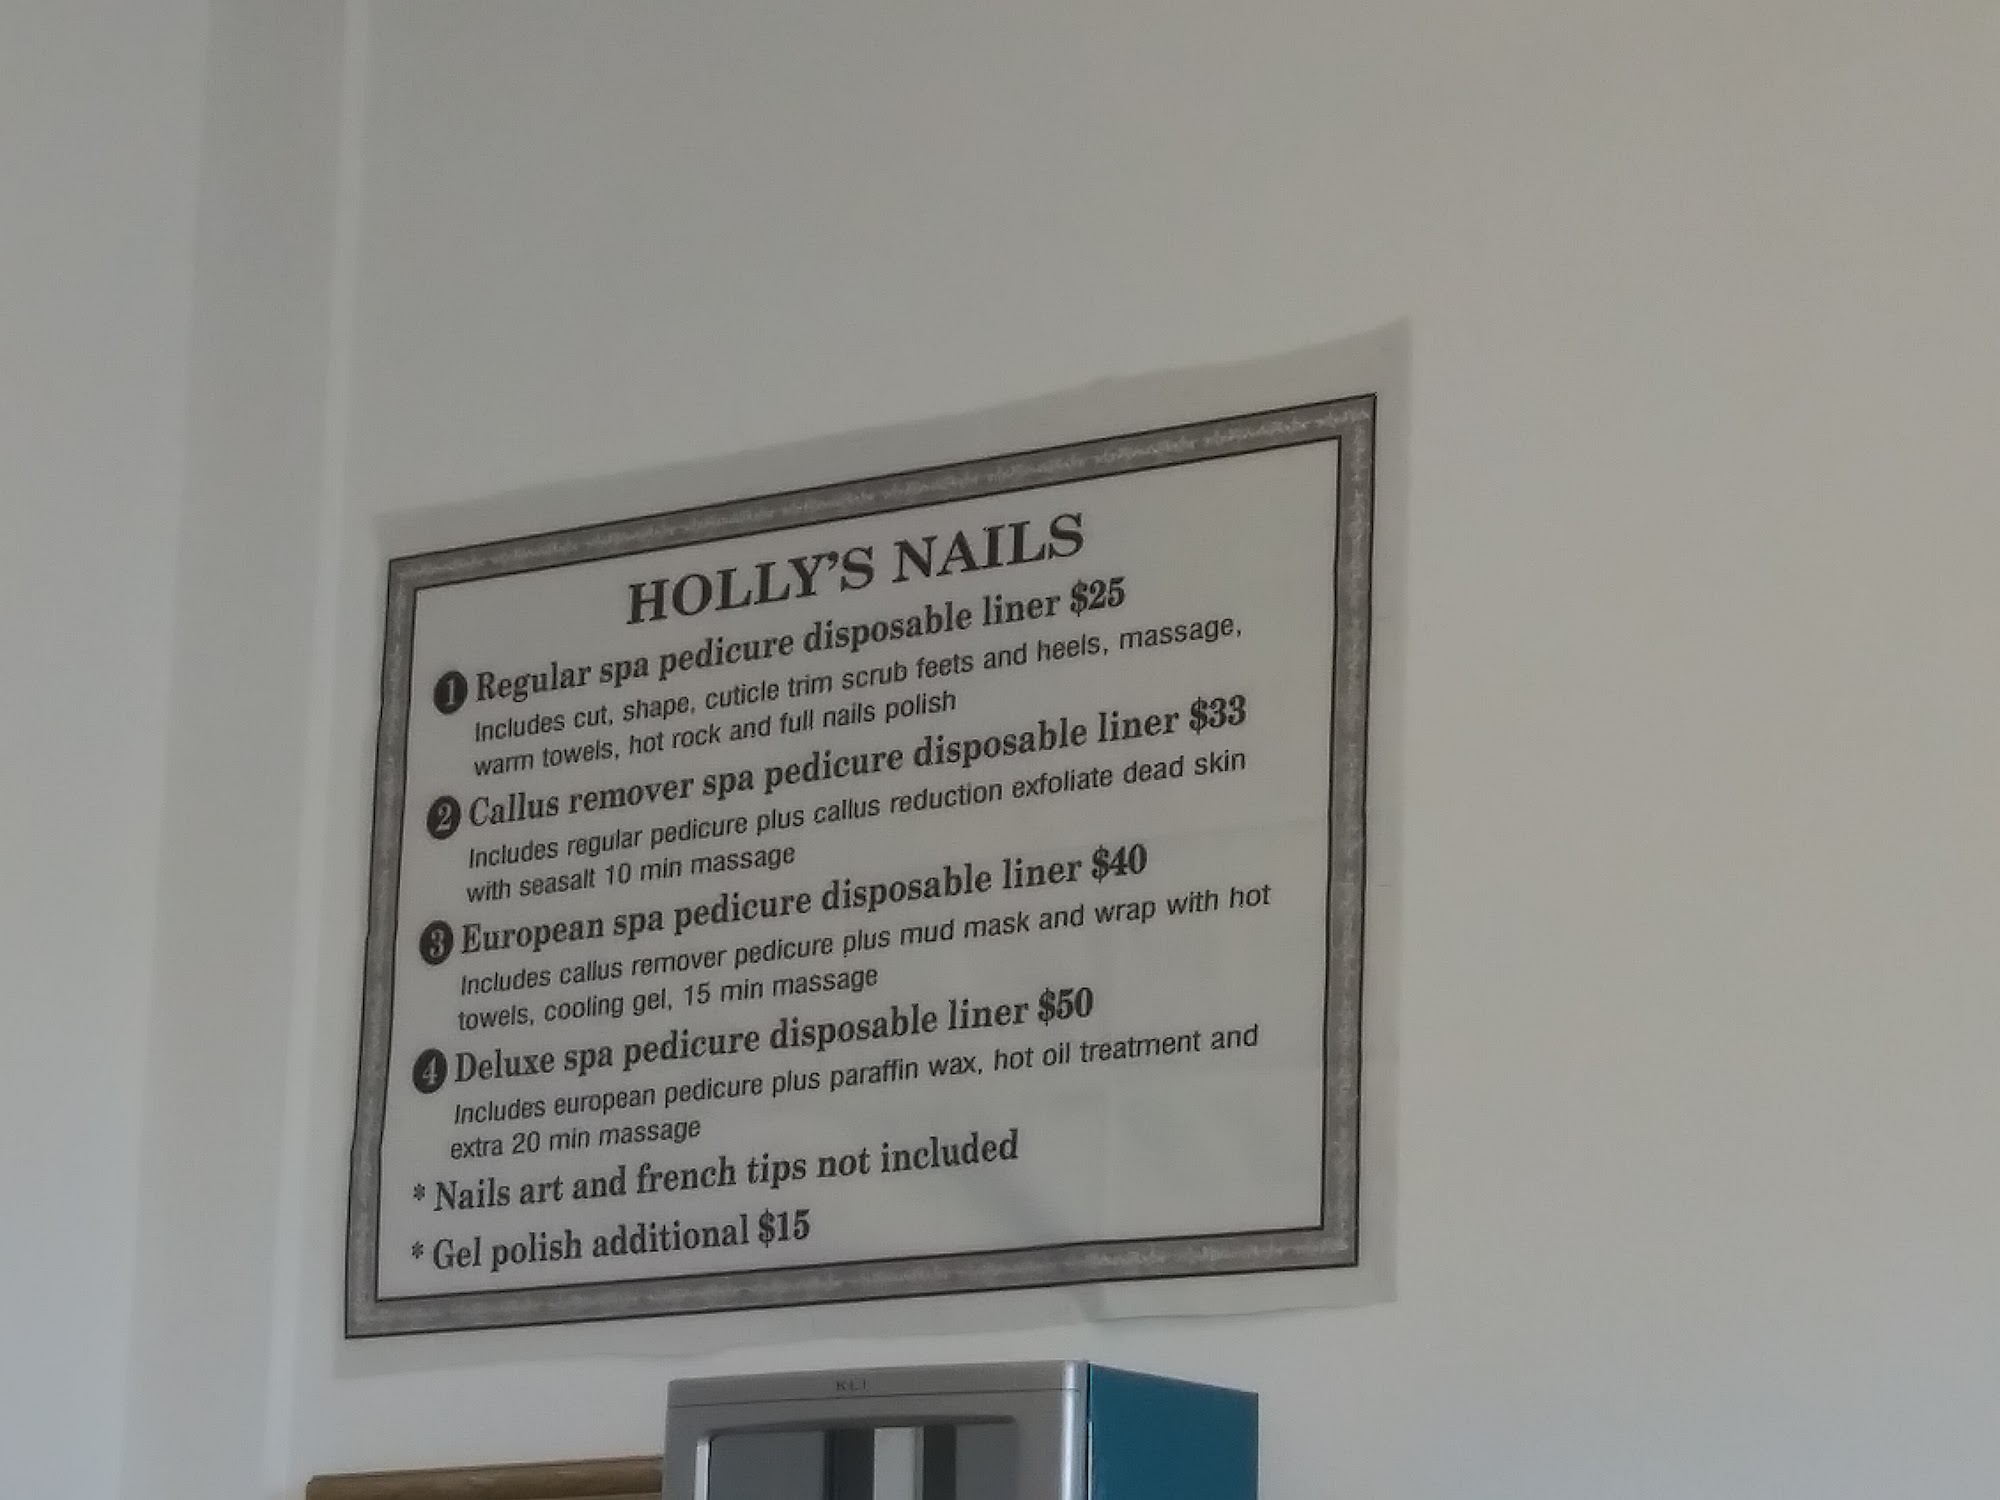 HOLLY'S NAILS
1 Regular spa pedicure disposable liner $25
Includes cut, shape, cuticle trim scrub feets and heels, massage,
warm towels, hot rock and full nails polish
2 Callus remover spa pedicure disposable liner $33
Includes regular pedicure plus callus reduction exfoliate dead skin
with seasalt 10 min massage
3 European spa pedicure disposable liner $40
Includes callus remover pedicure plus mud mask and wrap with hot
towels, cooling gel, 15 min massage
4 Deluxe spa pedicure disposable liner $50
Includes european pedicure plus paraffin wax, hot oil treatment and
extra 20 min massage
* Nails art and french tips not included
* Gel polish additional $15